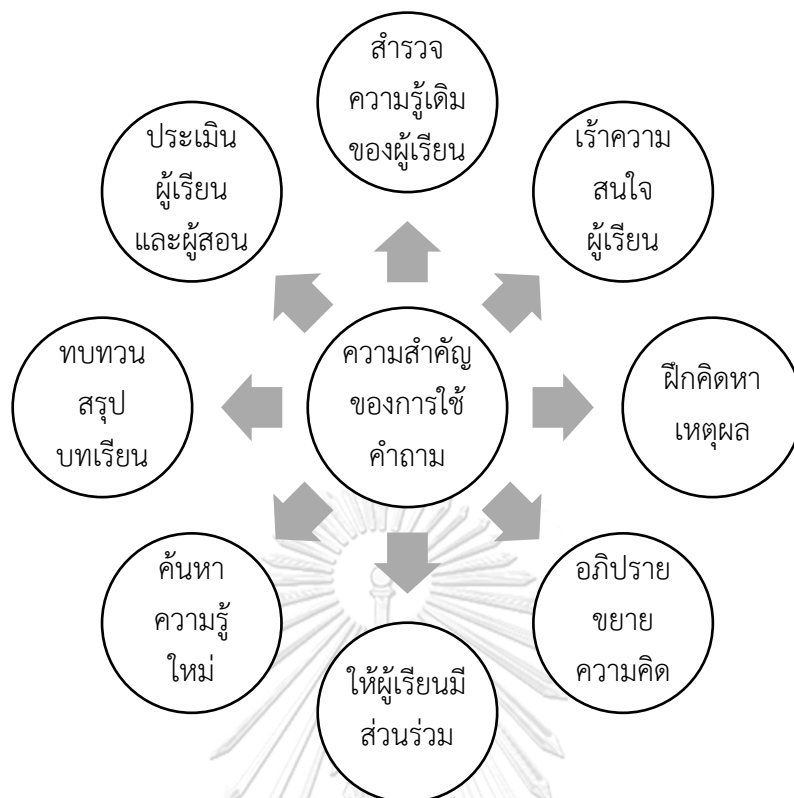 สำรวจ
ความรู้เดิม
ของผู้เรียน
เร้าความ
สนใจ
ผู้เรียน
ฝึกคิดหา
เหตุผล
อภิปราย
ขยาย
ความคิด
ให้ผู้เรียนมี
ส่วนร่วม
ค้นหา
ความรู้
ใหม่
ทบทวน
สรุป
บทเรียน
ประเมิน
ผู้เรียน
และผู้สอน
ความสำคัญ
ของการใช้
คำถาม